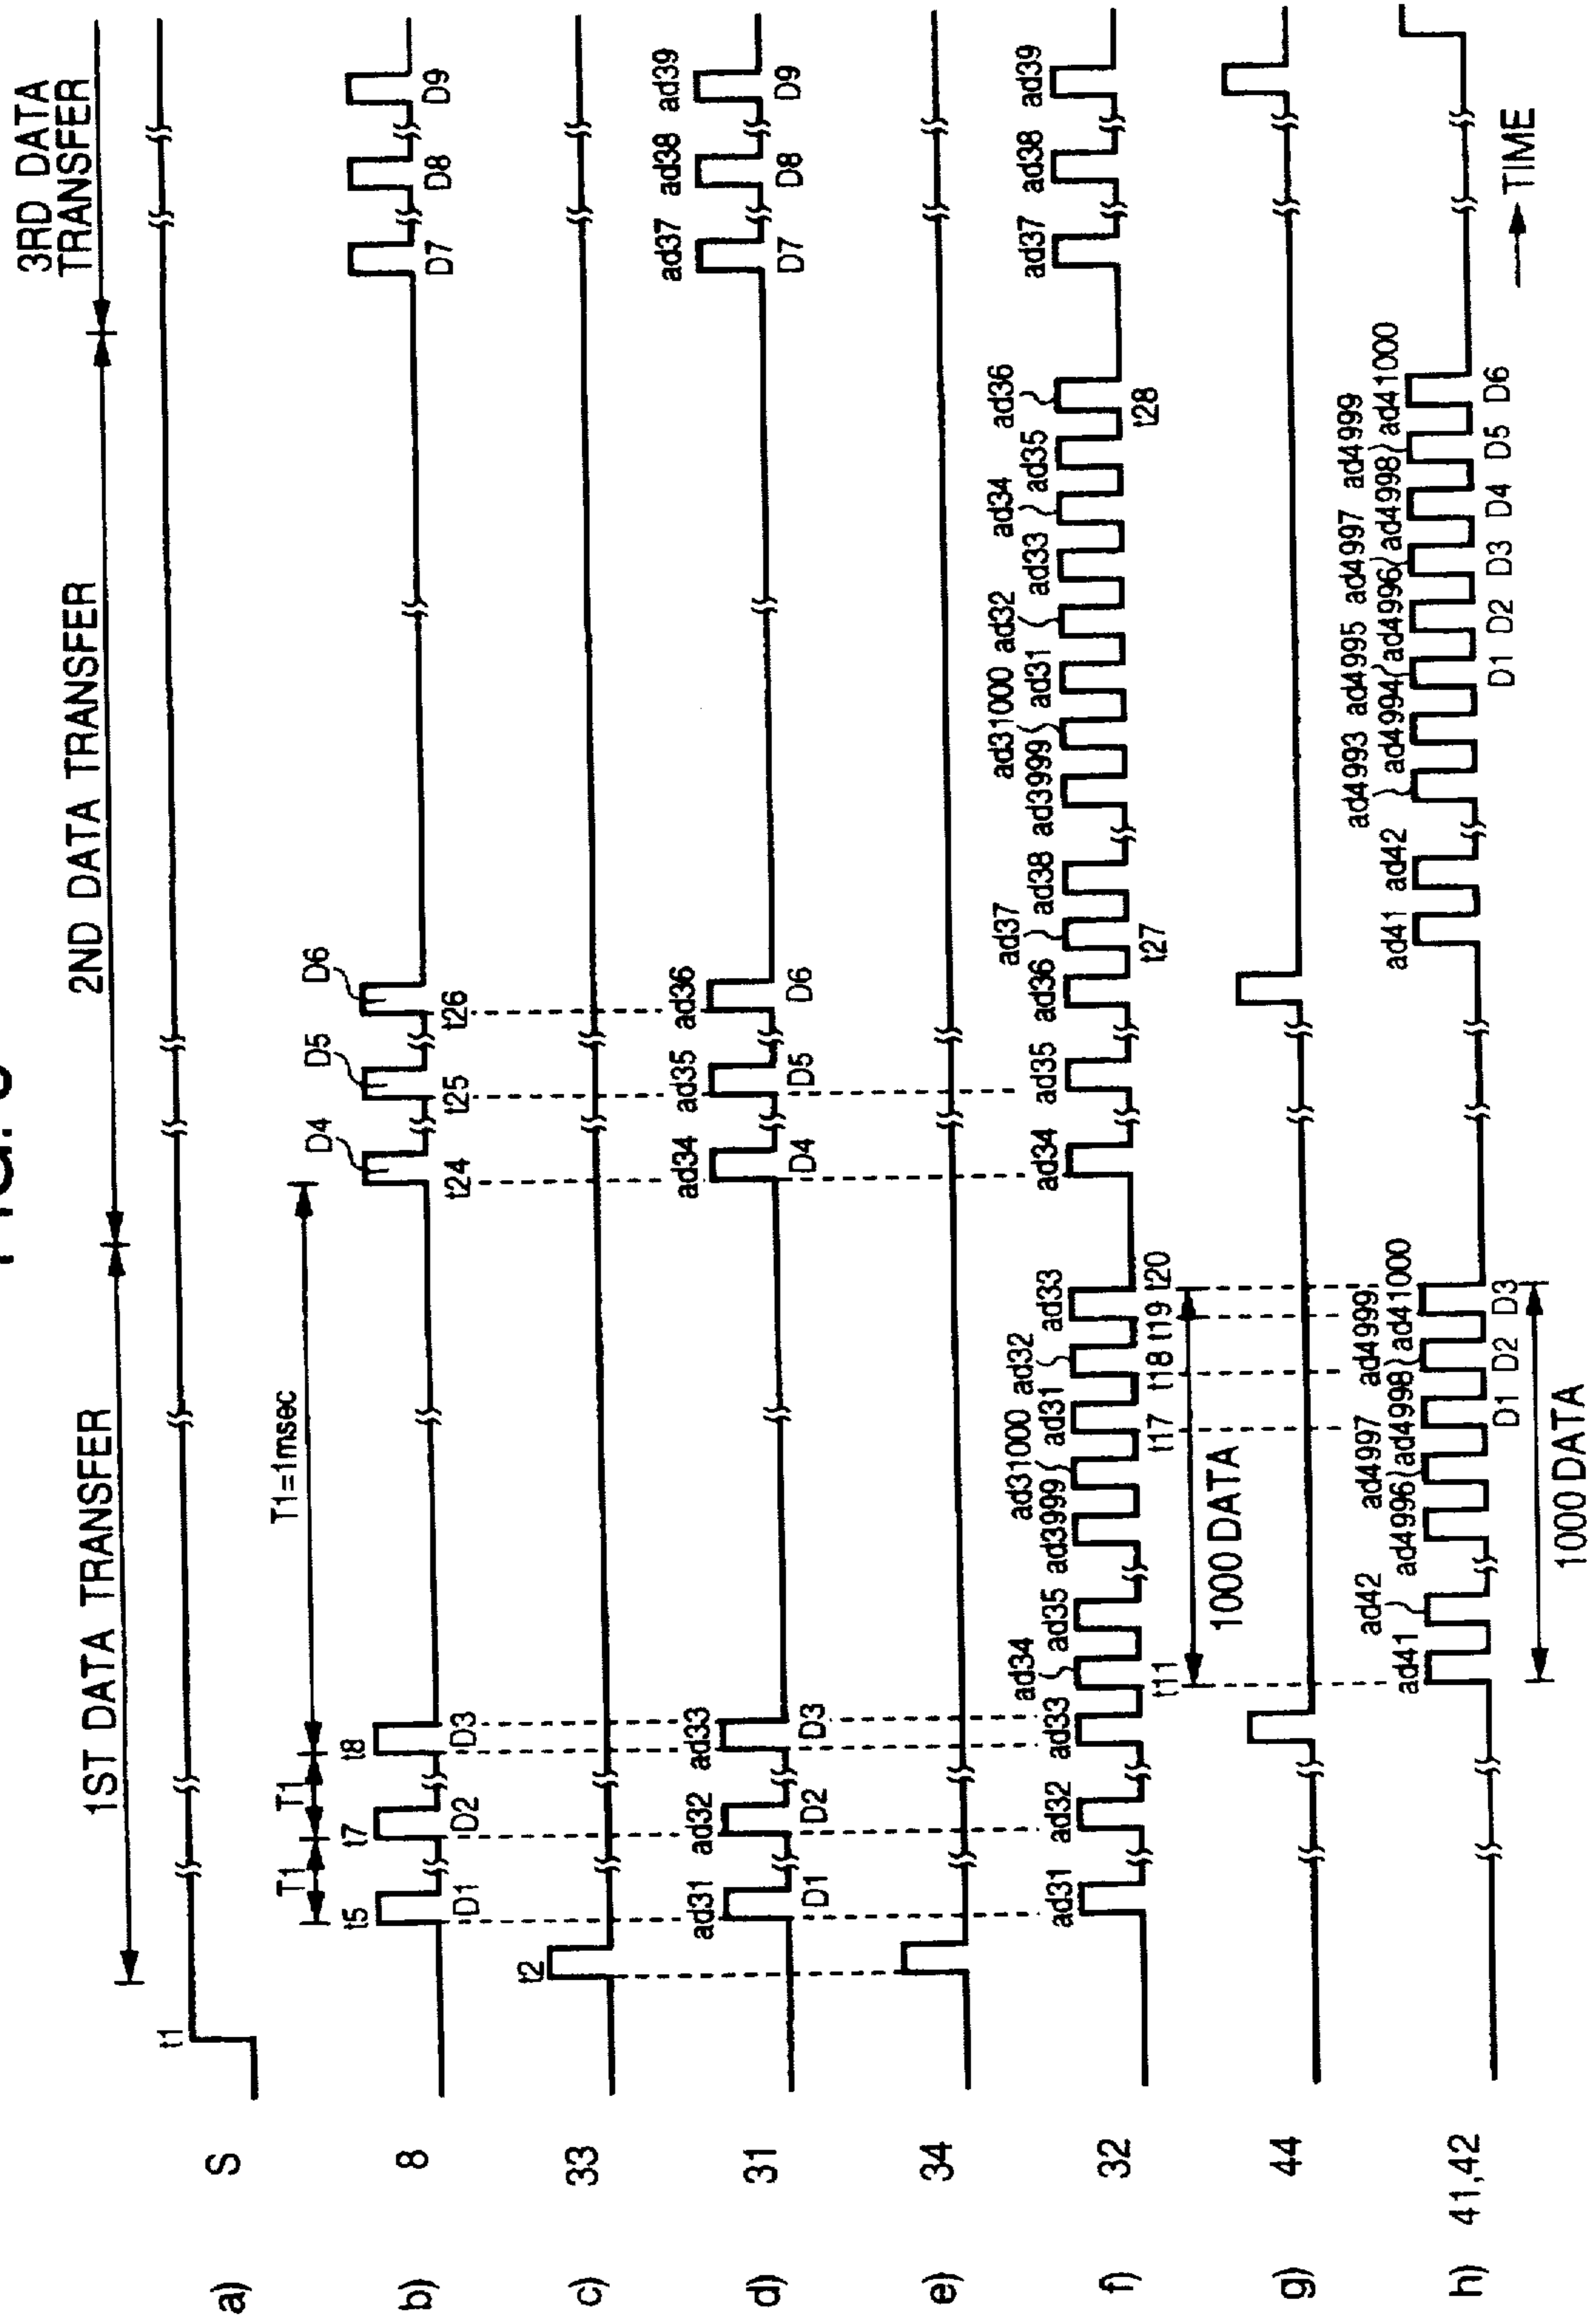 1ST DATA TRANSFER
2ND DATA TRANSFER
3RD DATA
TRANSFER
a) S
t1
b) 8
t5 T1 t7 T1 t8 T1=1msec
D4 D5 D6
D1 D2 D3 t24 t25 t26 D7 D8 D9
c) 33
t2
d) 31
ad31 ad32 ad33 ad34 ad35 ad36 ad37 ad38 ad39
D1 D2 D3 D4 D5 D6 D7 D8 D9
e) 34
f) 32
ad34 ad31000 ad32 ad37 ad31000 ad32 ad34 ad36
ad31 ad32 ad33 ad35 ad3999 ad31 ad33 ad34 ad35 ad36 ad38 ad3999 ad31 ad33 ad35 ad37 ad38 ad39
t11 t17 t18 t19 t20 t27 t28
1000 DATA
g) 44
h) 41,42
ad42 ad4997 ad4999 ad4993 ad4995 ad4997 ad4999
ad41 ad4996 ad4998 ad41000 ad41 ad42 ad4994 ad4996 ad4998 ad41000
D1 D2 D3 D1 D2 D3 D4 D5 D6
1000 DATA
TIME